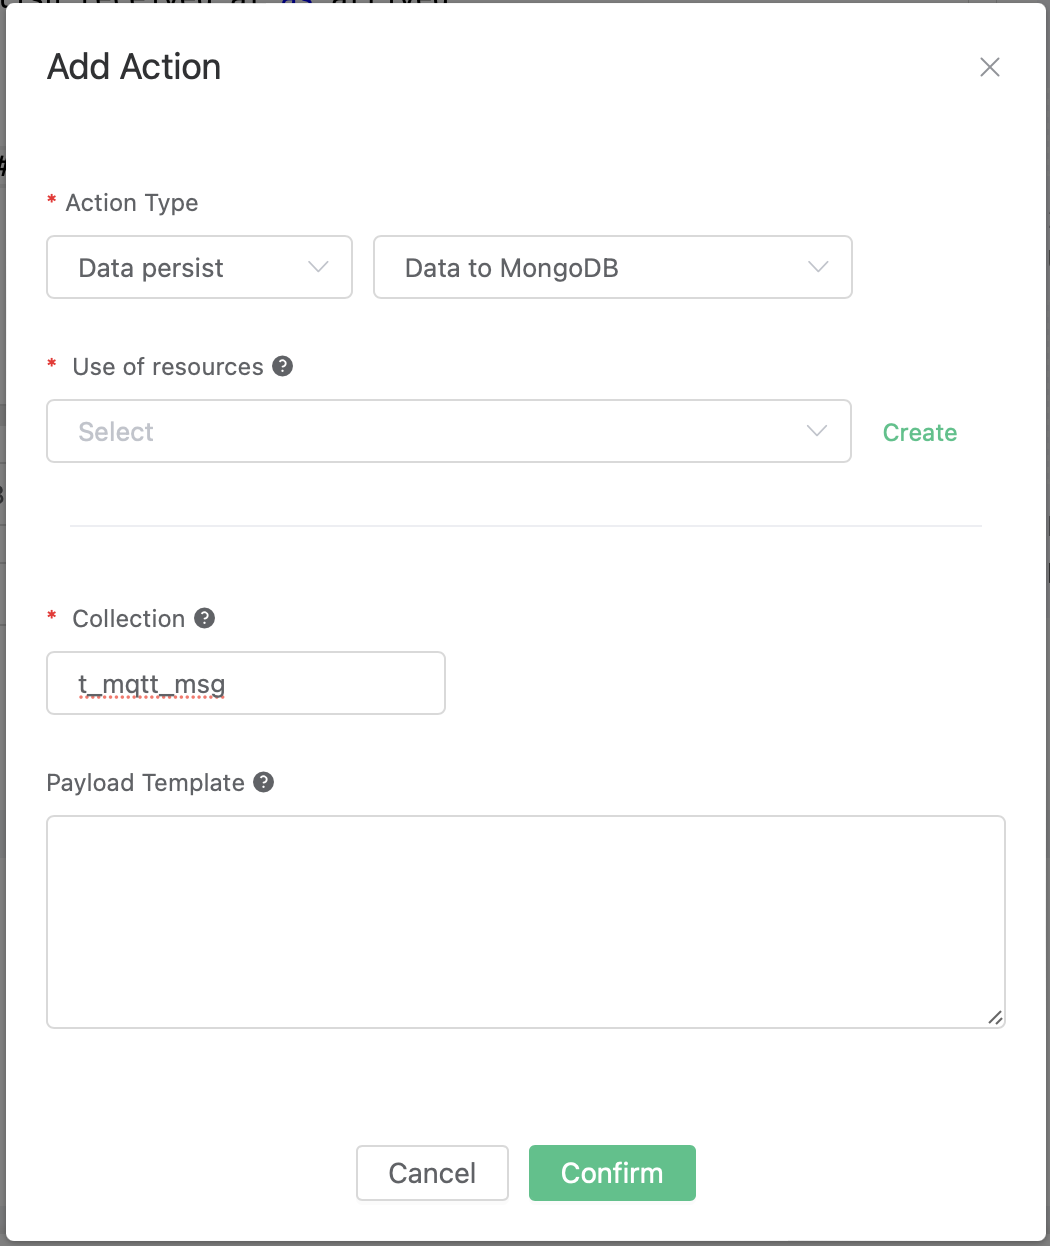 Add Action
* Action Type
Data persist Data to MongoDB
* Use of resources ?
Select Create
* Collection ?
t_mqtt_msg
Payload Template ?
Cancel Confirm